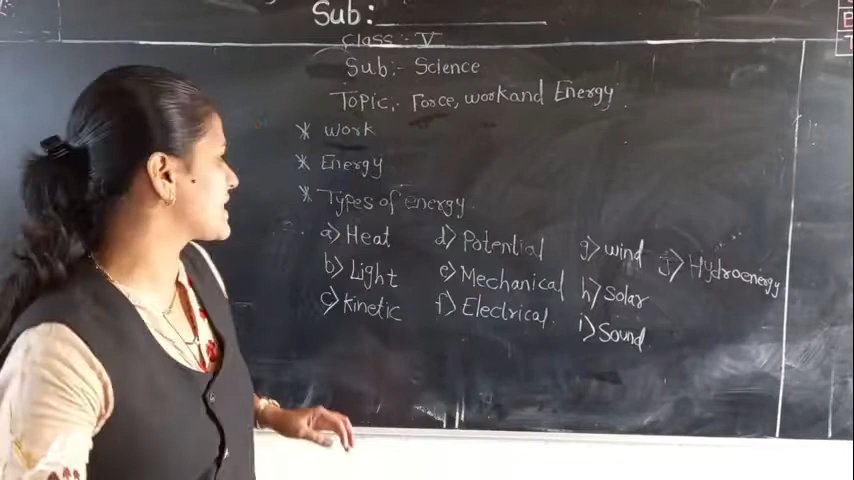 Sub:
Class :- V
Sub:- Science
Topic:- Force, work and Energy
* work
* Energy
* Types of energy
a) Heat
b) Light
c) kinetic
d) Potential
e) Mechanical
f) Electrical
g) wind
h) Solar
i) Sound
j) Hydroenergy